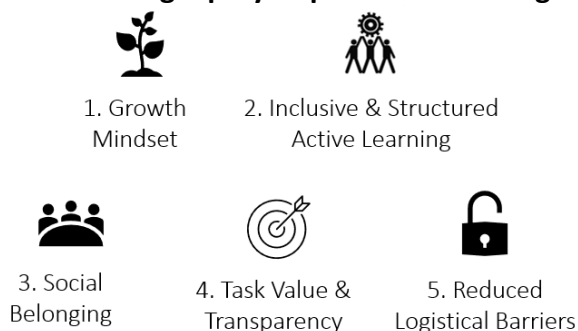 1. Growth
Mindset
2. Inclusive & Structured
Active Learning
3. Social
Belonging
4. Task Value &
Transparency
5. Reduced
Logistical Barriers